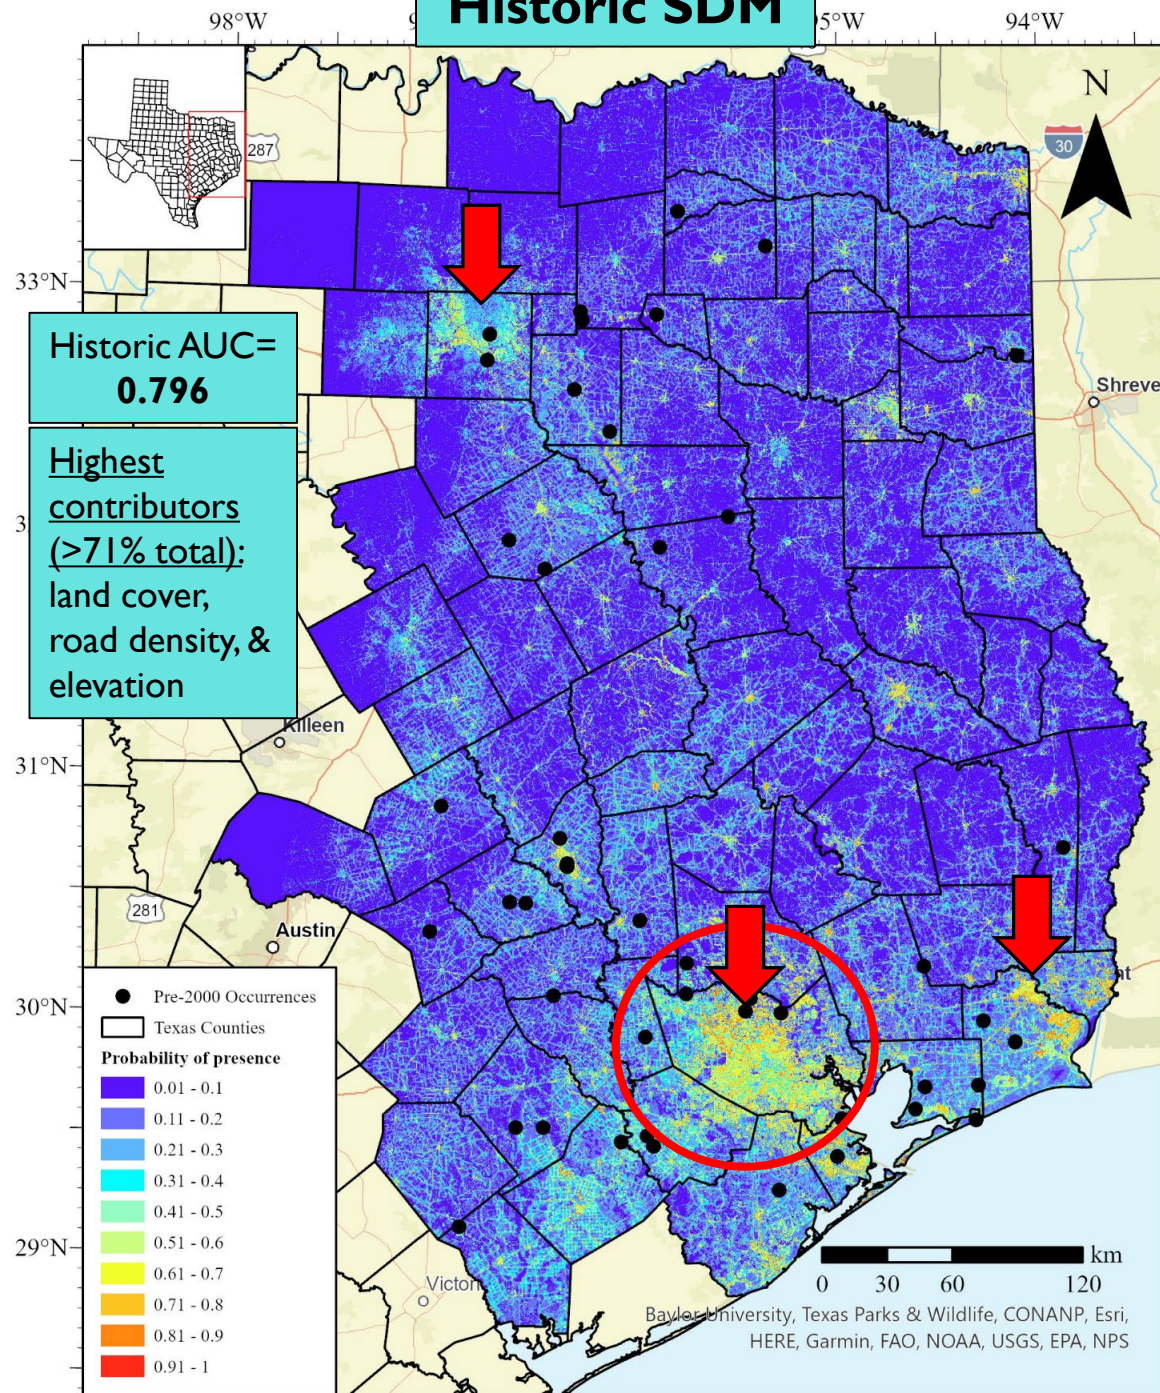 Historic SDM
98°W
95°W
94°W
N
287
30
33°N
Historic AUC=
0.796
Shreve
Highest
contributors
(>71% total):
land cover,
road density, &
elevation
Killeen
31°N
281
Austin
30°N
Pre-2000 Occurrences
Texas Counties
Probability of presence
0.01 - 0.1
0.11 - 0.2
0.21 - 0.3
0.31 - 0.4
0.41 - 0.5
0.51 - 0.6
0.61 - 0.7
0.71 - 0.8
0.81 - 0.9
0.91 - 1
29°N
Victori
km
0 30 60 120
Baylor University, Texas Parks & Wildlife, CONANP, Esri,
HERE, Garmin, FAO, NOAA, USGS, EPA, NPS